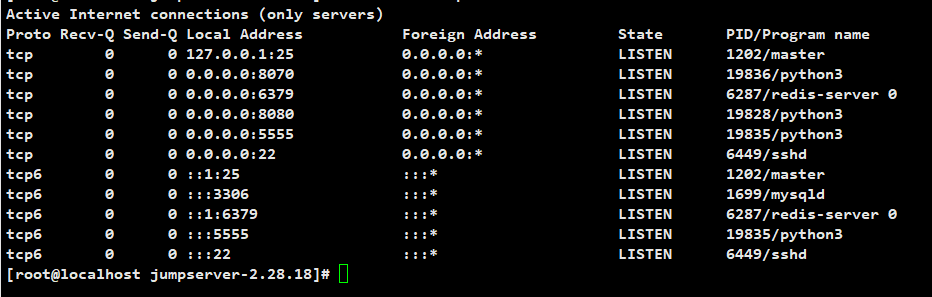 Active Internet connections (only servers)
Proto Recv-Q Send-Q Local Address           Foreign Address         State       PID/Program name
tcp        0      0 127.0.0.1:25            0.0.0.0:*               LISTEN      1202/master
tcp        0      0 0.0.0.0:8070            0.0.0.0:*               LISTEN      19836/python3
tcp        0      0 0.0.0.0:6379            0.0.0.0:*               LISTEN      6287/redis-server 0
tcp        0      0 0.0.0.0:8080            0.0.0.0:*               LISTEN      19828/python3
tcp        0      0 0.0.0.0:5555            0.0.0.0:*               LISTEN      19835/python3
tcp        0      0 0.0.0.0:22              0.0.0.0:*               LISTEN      6449/sshd
tcp6       0      0 ::1:25                  :::*                    LISTEN      1202/master
tcp6       0      0 :::3306                 :::*                    LISTEN      1699/mysqld
tcp6       0      0 ::1:6379                :::*                    LISTEN      6287/redis-server 0
tcp6       0      0 :::5555                 :::*                    LISTEN      19835/python3
tcp6       0      0 :::22                   :::*                    LISTEN      6449/sshd
[root@localhost jumpserver-2.28.18]#